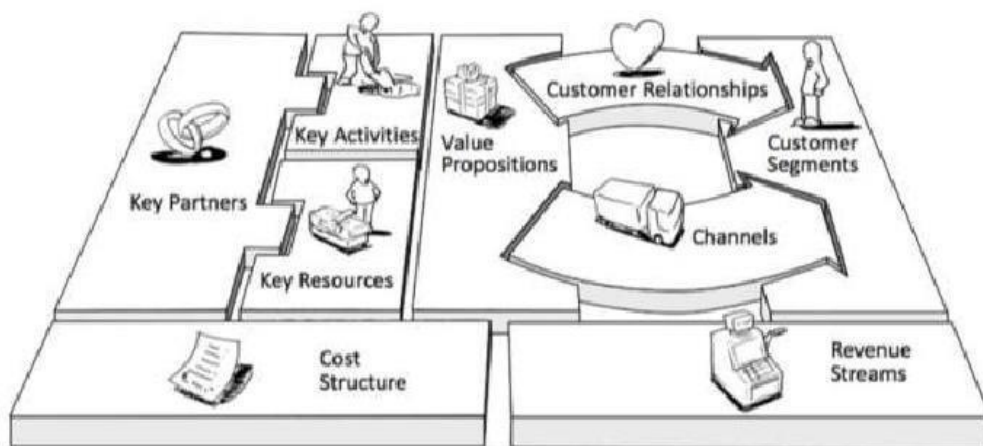 Key Partners
Key Activities
Key Resources
Value
Propositions
Customer Relationships
Channels
Customer
Segments
Cost
Structure
Revenue
Streams